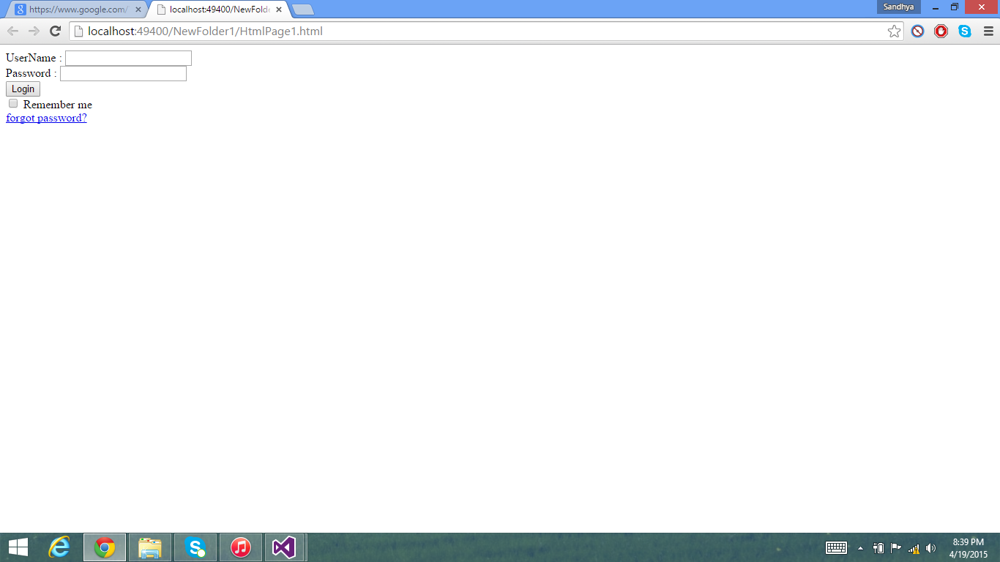 https://www.google.com/
localhost:49400/NewFolde
Sandhya
localhost:49400/NewFolder1/HtmlPage1.html
UserName :
Password :
Login
Remember me
forgot password?
8:39 PM
4/19/2015